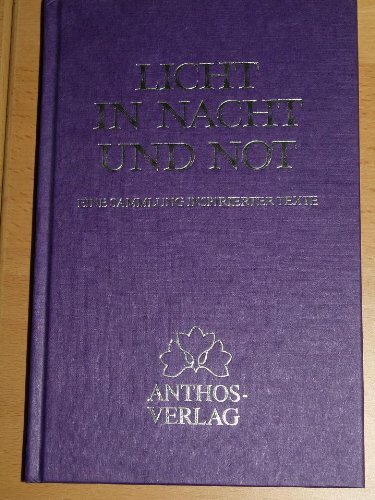 LICHT
IN NACHT
UND NOT
EINE SAMMLUNG INSPIRIERTER TEXTE
ANTHOS-
VERLAG